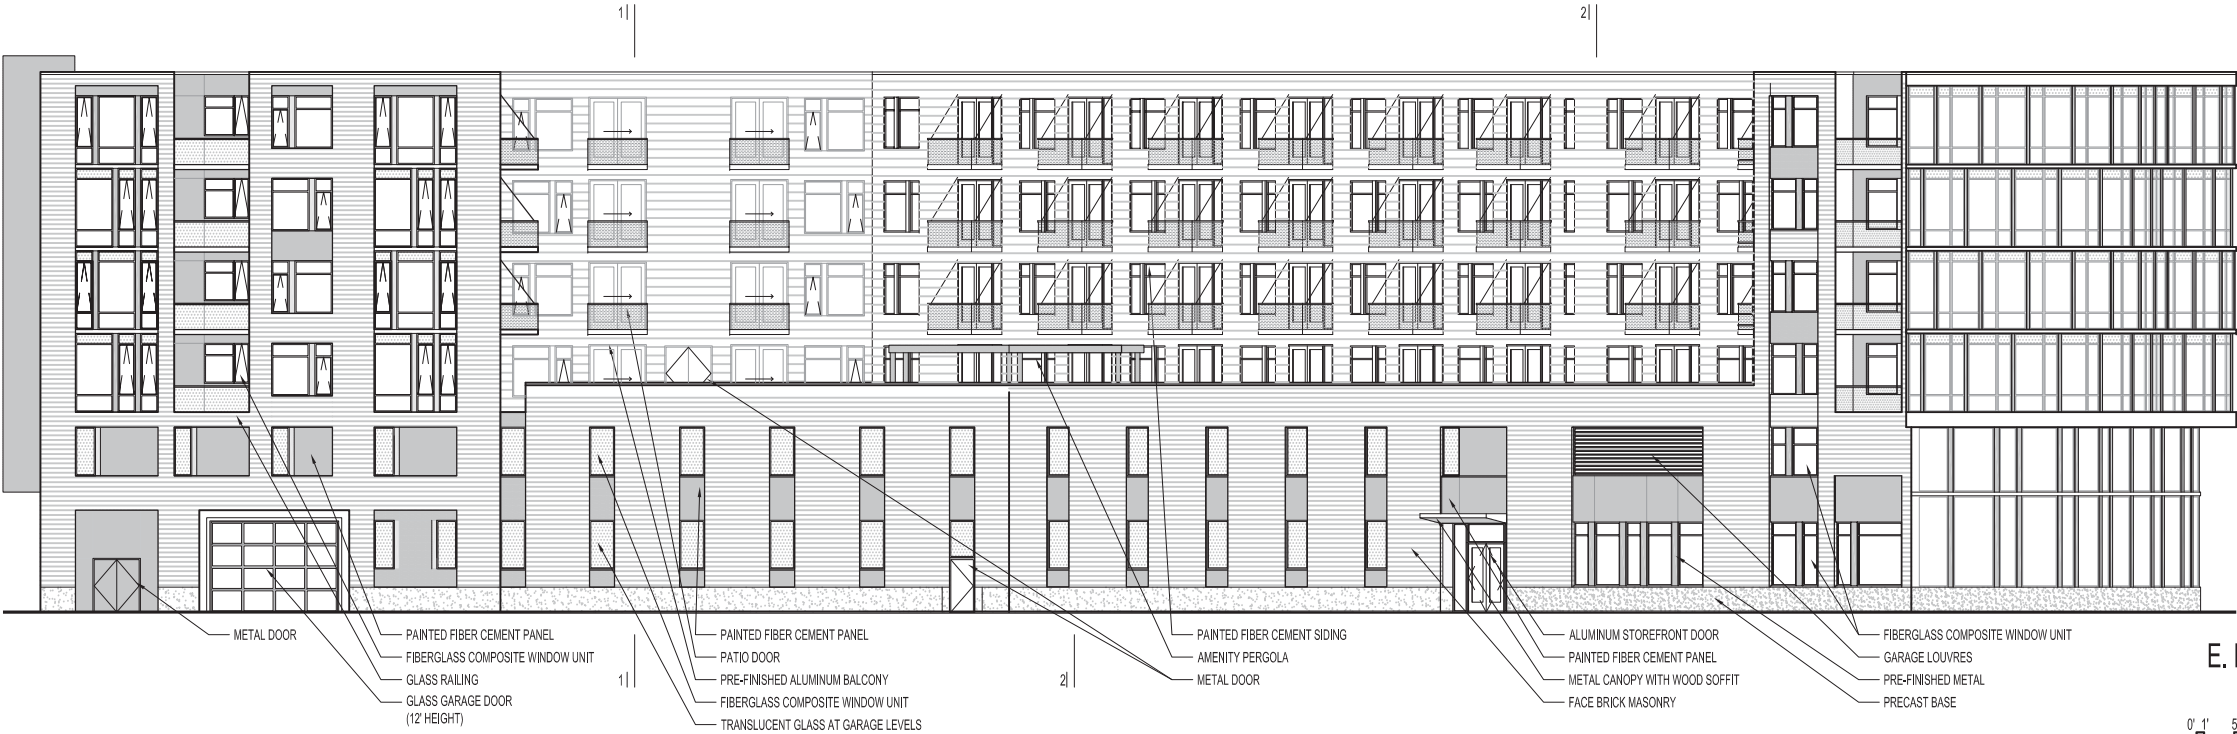 1
2
METAL DOOR
PAINTED FIBER CEMENT PANEL
FIBERGLASS COMPOSITE WINDOW UNIT
GLASS RAILING
GLASS GARAGE DOOR
(12' HEIGHT)
1
PAINTED FIBER CEMENT PANEL
PATIO DOOR
PRE-FINISHED ALUMINUM BALCONY
FIBERGLASS COMPOSITE WINDOW UNIT
TRANSLUCENT GLASS AT GARAGE LEVELS
2
PAINTED FIBER CEMENT SIDING
AMENITY PERGOLA
METAL DOOR
ALUMINUM STOREFRONT DOOR
PAINTED FIBER CEMENT PANEL
METAL CANOPY WITH WOOD SOFFIT
FACE BRICK MASONRY
FIBERGLASS COMPOSITE WINDOW UNIT
GARAGE LOUVRES
PRE-FINISHED METAL
PRECAST BASE
E.
0' 1' 5